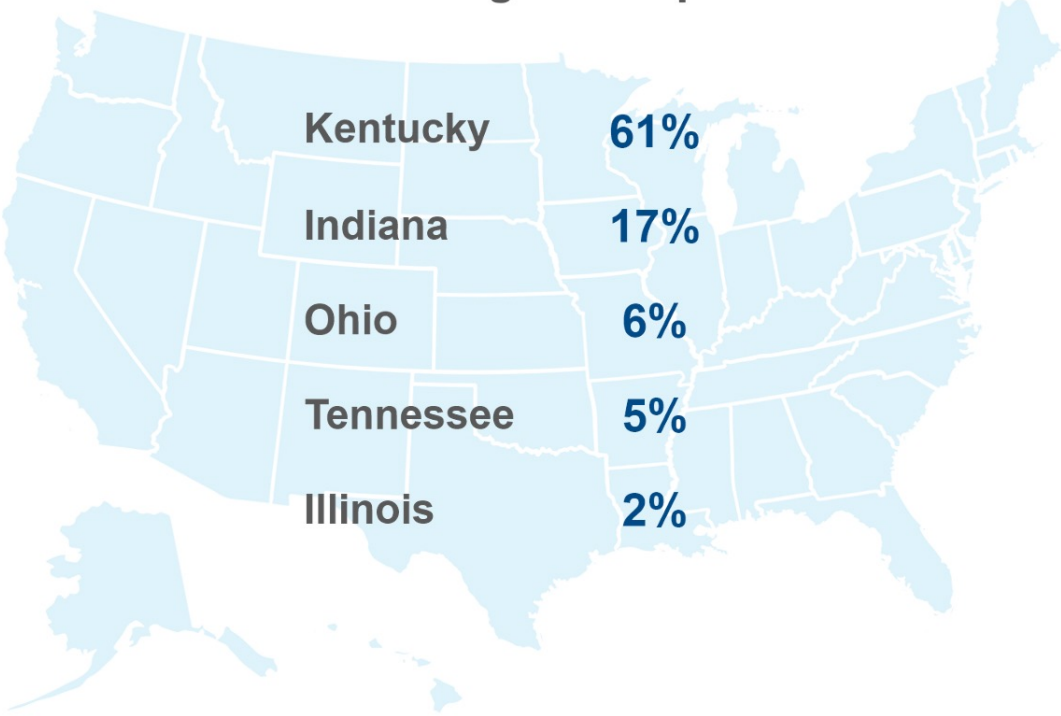 Kentucky 61%
Indiana 17%
Ohio 6%
Tennessee 5%
Illinois 2%